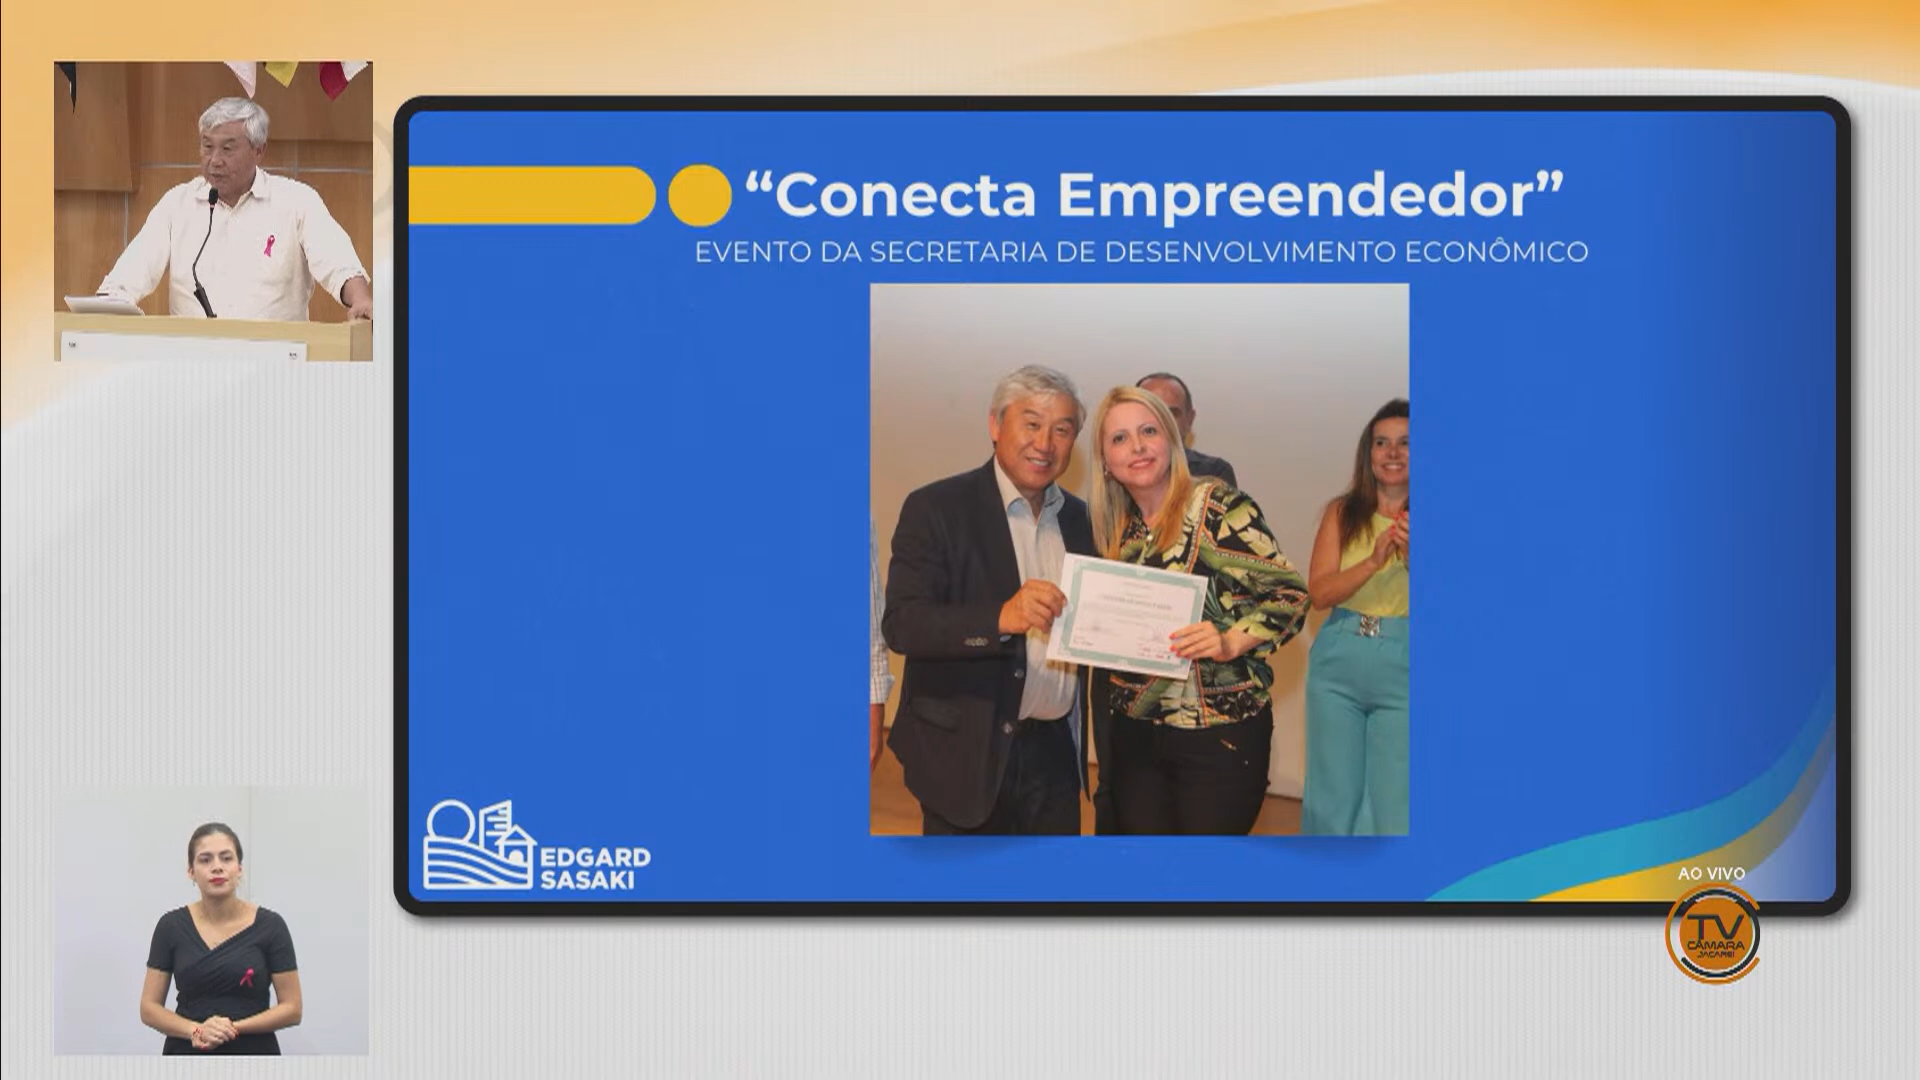 “Conecta Empreendedor”
EVENTO DA SECRETARIA DE DESENVOLVIMENTO ECONÔMICO
EDGARD
SASAKI
AO VIVO
TV
CÂMARA
JACAREÍ